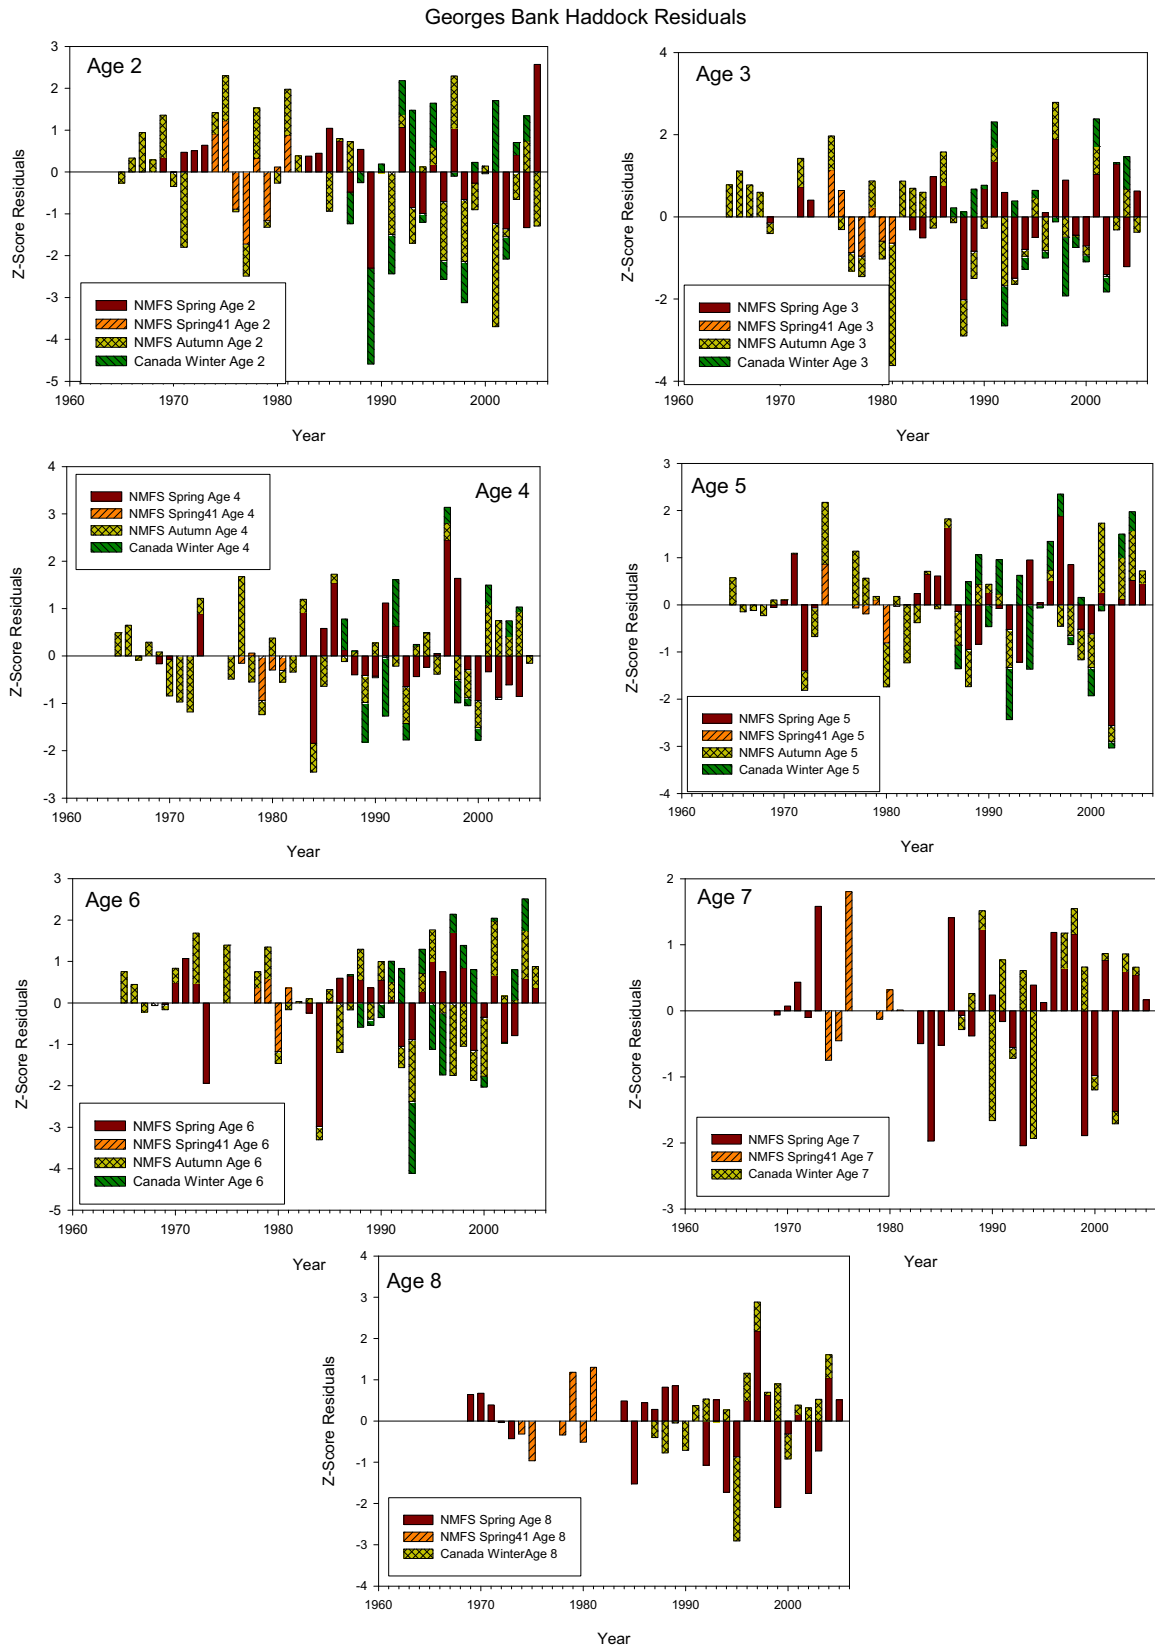 Georges Bank Haddock Residuals
Age 2
Z-Score Residuals
3
2
1
0
-1
-2
-3
-4
-5
NMFS Spring Age 2
NMFS Spring41 Age 2
NMFS Autumn Age 2
Canada Winter Age 2
1960 1970 1980 1990 2000
Year
Age 3
Z-Score Residuals
4
2
0
-2
-4
NMFS Spring Age 3
NMFS Spring41 Age 3
NMFS Autumn Age 3
Canada Winter Age 3
1960 1970 1980 1990 2000
Year
Age 4
Z-Score Residuals
4
3
2
1
0
-1
-2
-3
NMFS Spring Age 4
NMFS Spring41 Age 4
NMFS Autumn Age 4
Canada Winter Age 4
1960 1970 1980 1990 2000
Year
Age 5
Z-Score Residuals
3
2
1
0
-1
-2
-3
-4
NMFS Spring Age 5
NMFS Spring41 Age 5
NMFS Autumn Age 5
Canada Winter Age 5
1960 1970 1980 1990 2000
Year
Age 6
Z-Score Residuals
3
2
1
0
-1
-2
-3
-4
-5
NMFS Spring Age 6
NMFS Spring41 Age 6
NMFS Autumn Age 6
Canada Winter Age 6
1960 1970 1980 1990 2000
Year
Age 7
Z-Score Residuals
2
1
0
-1
-2
-3
NMFS Spring Age 7
NMFS Spring41 Age 7
Canada Winter Age 7
1960 1970 1980 1990 2000
Year
Age 8
Z-Score Residuals
4
3
2
1
0
-1
-2
-3
-4
NMFS Spring Age 8
NMFS Spring41 Age 8
Canada WinterAge 8
1960 1970 1980 1990 2000
Year